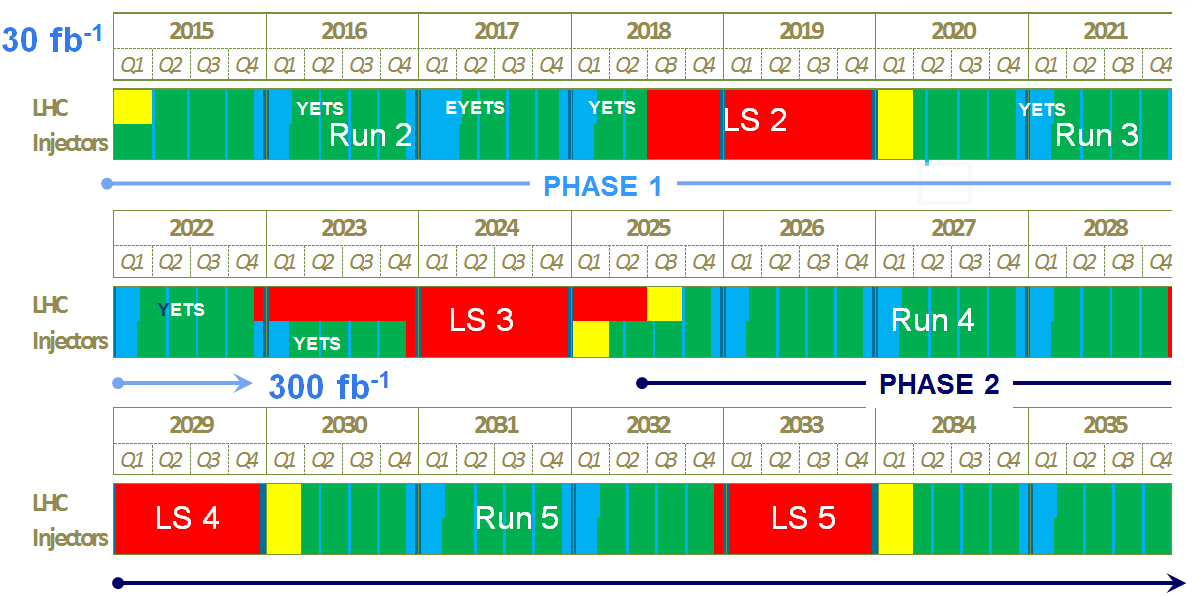 30 fb-1
2015 2016 2017 2018 2019 2020 2021
Q1 Q2 Q3 Q4 Q1 Q2 Q3 Q4 Q1 Q2 Q3 Q4 Q1 Q2 Q3 Q4 Q1 Q2 Q3 Q4 Q1 Q2 Q3 Q4 Q1 Q2 Q3 Q4
LHC YETS EYETS YETS LS 2 YETS
Injectors Run 2 Run 3
PHASE 1
2022 2023 2024 2025 2026 2027 2028
Q1 Q2 Q3 Q4 Q1 Q2 Q3 Q4 Q1 Q2 Q3 Q4 Q1 Q2 Q3 Q4 Q1 Q2 Q3 Q4 Q1 Q2 Q3 Q4 Q1 Q2 Q3 Q4
LHC YETS LS 3 Run 4
Injectors YETS
300 fb-1 PHASE 2
2029 2030 2031 2032 2033 2034 2035
Q1 Q2 Q3 Q4 Q1 Q2 Q3 Q4 Q1 Q2 Q3 Q4 Q1 Q2 Q3 Q4 Q1 Q2 Q3 Q4 Q1 Q2 Q3 Q4 Q1 Q2 Q3 Q4
LHC LS 4 Run 5 LS 5
Injectors